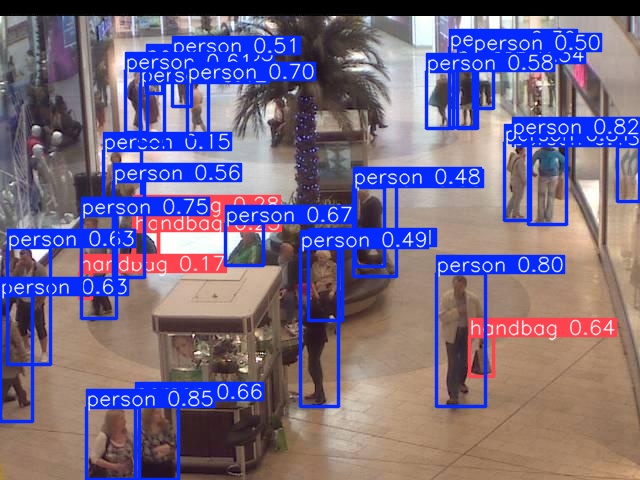 person 0.51
person 0.50
person 0.58
person 0.70
person 0.82
person 0.15
person 0.56
person 0.48
person 0.75
person 0.67
person 0.63
person 0.49
handbag 0.17
person 0.80
person 0.63
handbag 0.64
person 0.85
0.66